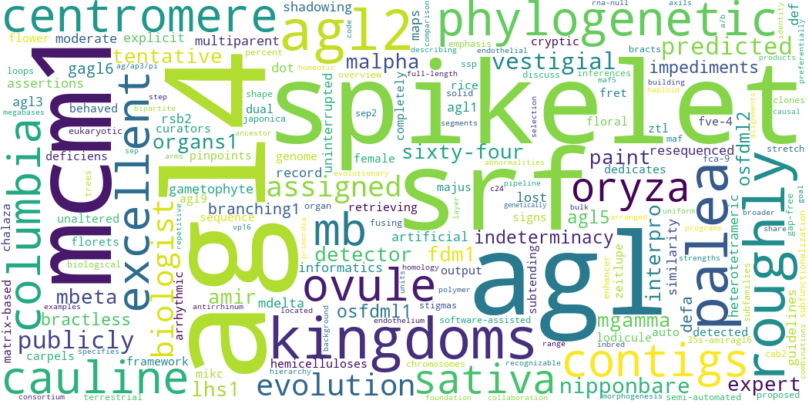 centromere
shadowing
agl2
code
maps
phylogenetic
rna-null
axils
def
flower
moderate
explicit
multiparent
percent
describing
comparison
emphasis
endothelial
cryptic
a/b
identity
preferentially
tentative
ag/ap3/pi
homeotic
overview
full-length
bracts
products
predicted
loops
gagl6
dot
malpha
vestigial
impediments
assertions
step
shape
completely
ssp
discuss
inferences
maf5
building
agl3
behaved
bipartite
dual
rice
fret
haploid
causal
megabases
eukaryotic
rsb2
japonica
solid
agl1
floral
clones
mcm1
excellent
agl14
spikelet
srf
agl
columbia
curators
ancestor
uninterrupted
sep2
segments
selection
ztl
maf
fve-4
stretch
deficiens
sep
organs1
female
sixty-four
paint
resequenced
osfdml2
trees
arms
pinpoints
genome
record
abnormalities
dedicates
fca-9
unaltered
gametophyte
assigned
majus
pipeline
lost
oryza
palea
roughly
florets
agl9
organ
evolutionary
retrieving
layer
c24
genetically
signs
agl5
biological
repetitive
branching1
fusing
artificial
bulk
uniform
broader
share
gap-free
goal
chalaza
biologist
sequence
vp16
primordia
mb
detector
fdm1
indeterminacy
interpro
similarity
heterotetrameric
mbeta
amir
informatics
homology
output
strengths
programs
bractless
arrhythmic
mdelta
ovule
units
polymer
stigmas
subtending
zeitlupe
enhancer
defa
detected
subfamilies
guidelines
matrix-based
examples
publicly
antirrhinum
located
background
osfdml1
endothelium
software-assisted
mgamma
lodicule
auto
35s-amiragl6
carpels
framework
kingdoms
range
recognizable
inbred
contigs
cab2
cauline
specifies
mikc
lhs1
hemicelluloses
chromosomes
hierarchy
evolution
sativa
nipponbare
expert
semi-automated
proposed
consortium
terrestrial
foundation
collaboration
morphogenesis